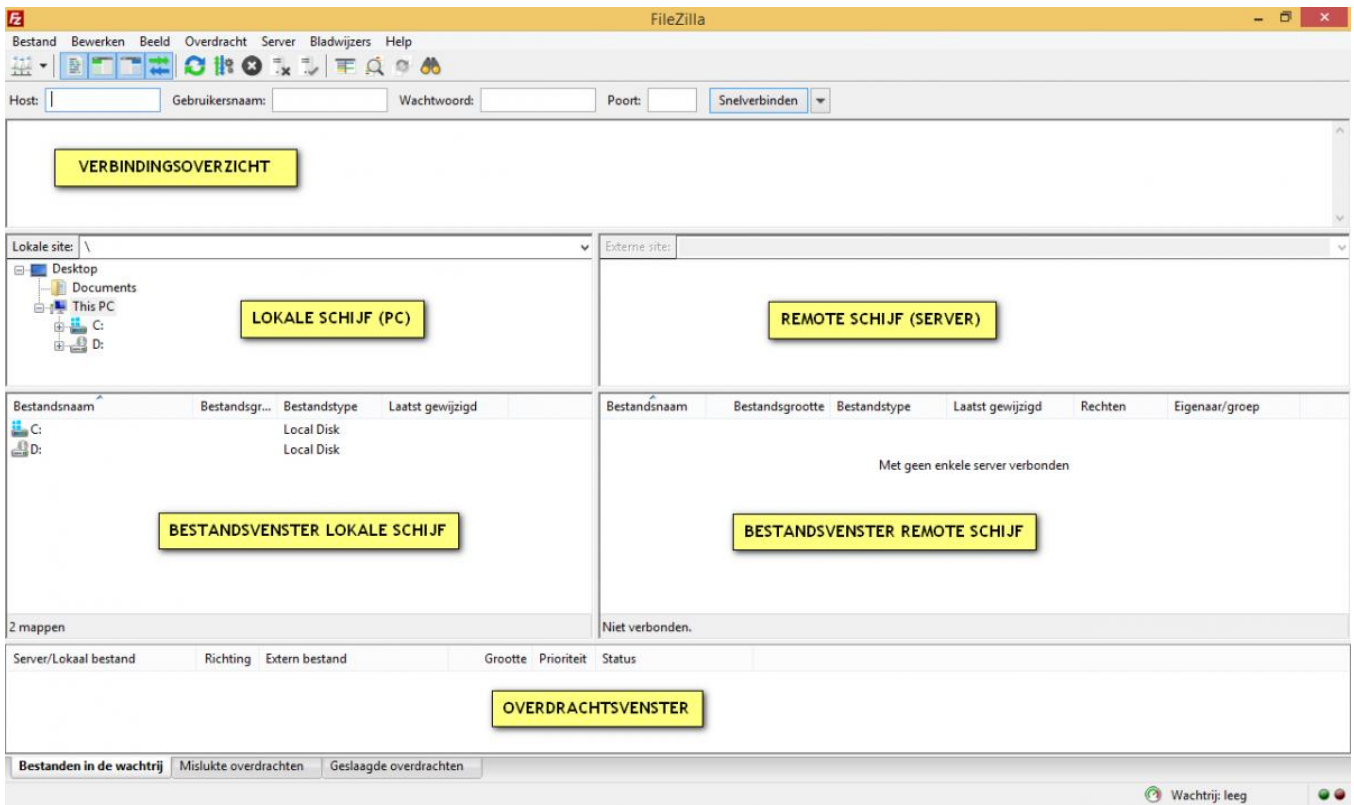 FileZilla
Bestand Bewerken Beeld Overdracht Server Bladwijzers Help
Host: Gebruikersnaam: Wachtwoord: Poort: Snelverbinden
VERBINDINGSOVERZICHT
Lokale site: \
Externe site:
Desktop
Documents
This PC
C:
D:
LOKALE SCHIJF (PC)
REMOTE SCHIJF (SERVER)
Bestandsnaam Bestandsgr... Bestandstype Laatst gewijzigd
C: Local Disk
D: Local Disk
BESTANDSVENSTER LOKALE SCHIJF
2 mappen
Bestandsnaam Bestandsgrootte Bestandstype Laatst gewijzigd Rechten Eigenaar/groep
Met geen enkele server verbonden
BESTANDSVENSTER REMOTE SCHIJF
Niet verbonden.
Server/Lokaal bestand Richting Extern bestand Grootte Prioriteit Status
OVERDRACHTSVENSTER
Bestanden in de wachtrij Mislukte overdrachten Geslaagde overdrachten
Wachtrij: leeg